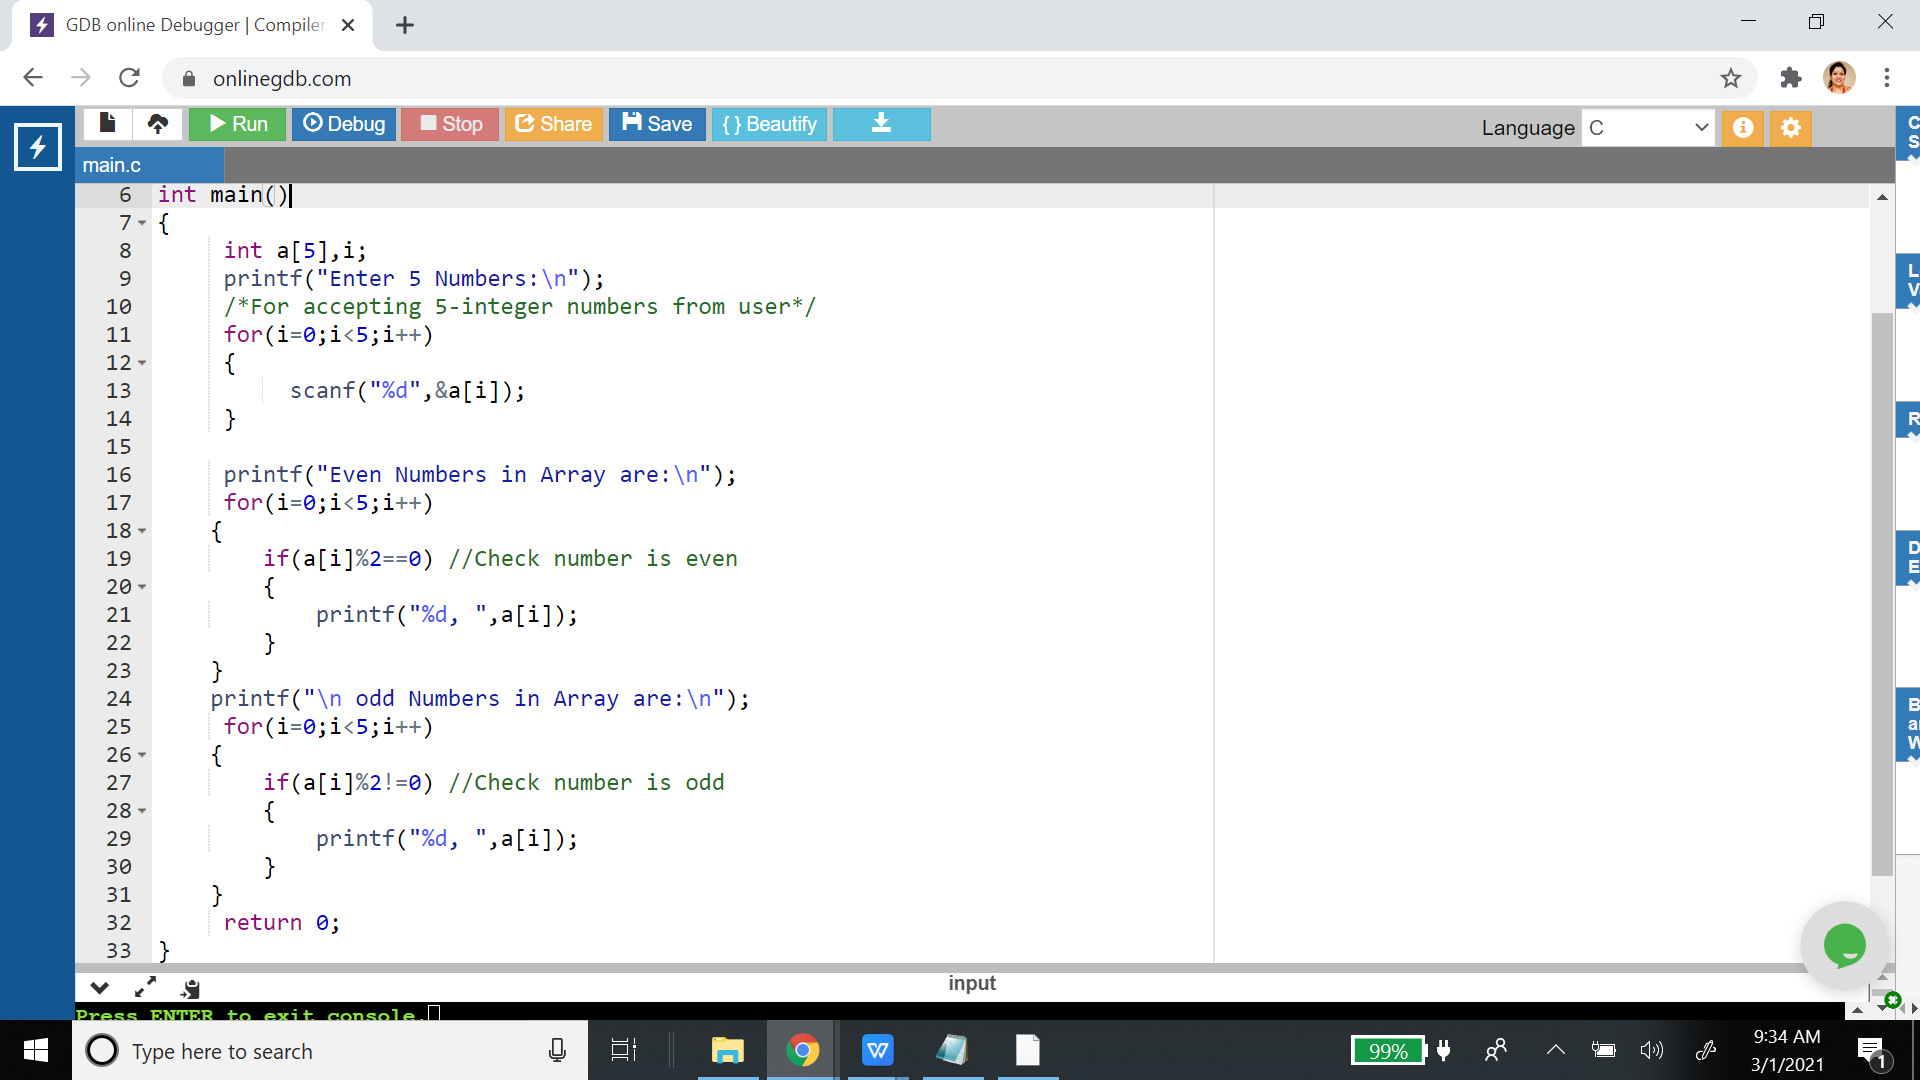 GDB online Debugger | Compiler
onlinegdb.com
Run Debug Stop Share Save { } Beautify
Language C
main.c
6 int main()
7 {
8 int a[5],i;
9 printf("Enter 5 Numbers:\n");
10 /*For accepting 5-integer numbers from user*/
11 for(i=0;i<5;i++)
12 {
13 scanf("%d",&a[i]);
14 }
15
16 printf("Even Numbers in Array are:\n");
17 for(i=0;i<5;i++)
18 {
19 if(a[i]%2==0) //Check number is even
20 {
21 printf("%d, ",a[i]);
22 }
23 }
24 printf("\n odd Numbers in Array are:\n");
25 for(i=0;i<5;i++)
26 {
27 if(a[i]%2!=0) //Check number is odd
28 {
29 printf("%d, ",a[i]);
30 }
31 }
32 return 0;
33 }
input
Press ENTER to exit console.
Type here to search
99%
9:34 AM
3/1/2021
1